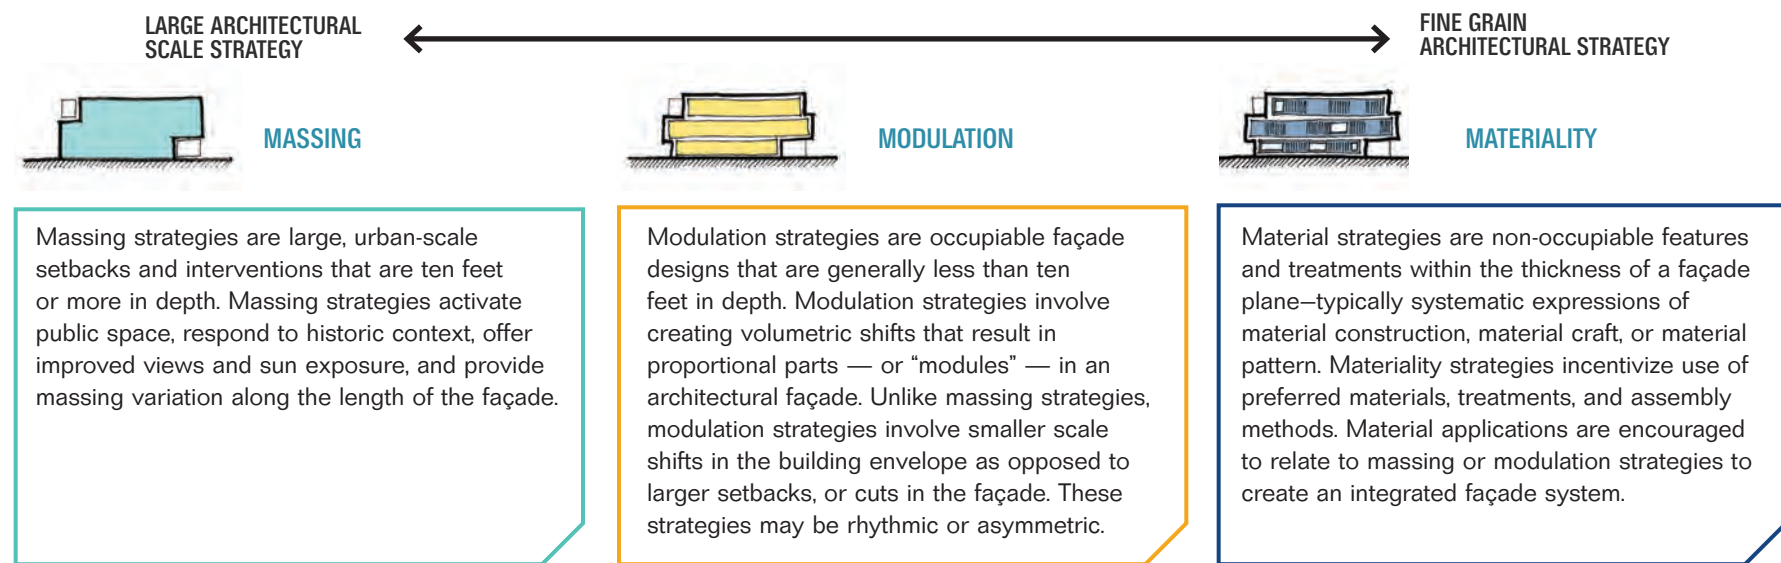 LARGE ARCHITECTURAL
SCALE STRATEGY
FINE GRAIN
ARCHITECTURAL STRATEGY
MASSING
MODULATION
MATERIALITY
Massing strategies are large, urban-scale
setbacks and interventions that are ten feet
or more in depth. Massing strategies activate
public space, respond to historic context, offer
improved views and sun exposure, and provide
massing variation along the length of the façade.
Modulation strategies are occupiable façade
designs that are generally less than ten
feet in depth. Modulation strategies involve
creating volumetric shifts that result in
proportional parts — or “modules” — in an
architectural façade. Unlike massing strategies,
modulation strategies involve smaller scale
shifts in the building envelope as opposed to
larger setbacks, or cuts in the façade. These
strategies may be rhythmic or asymmetric.
Material strategies are non-occupiable features
and treatments within the thickness of a façade
plane–typically systematic expressions of
material construction, material craft, or material
pattern. Materiality strategies incentivize use of
preferred materials, treatments, and assembly
methods. Material applications are encouraged
to relate to massing or modulation strategies to
create an integrated façade system.